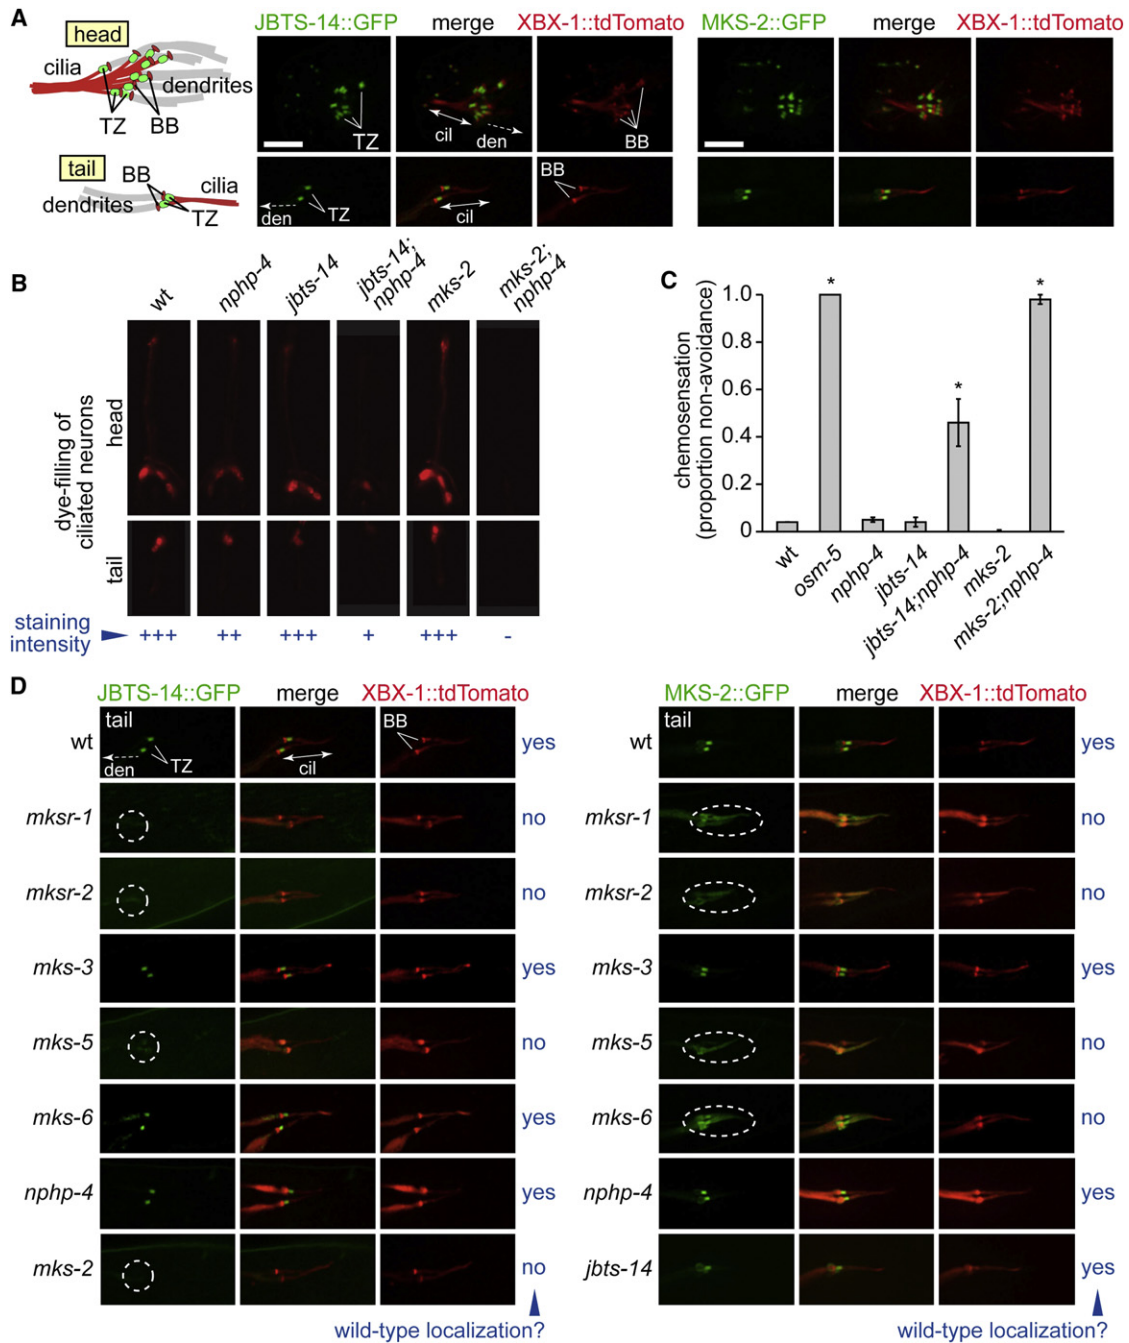 A
head
cilia
dendrites
TZ
BB
tail
BB
cilia
dendrites
TZ
JBTS-14::GFP
merge
XBX-1::tdTomato
MKS-2::GFP
merge
XBX-1::tdTomato
TZ
cil
den
BB
den
TZ
cil
BB
B
wt
nphp-4
jbts-14
jbts-14;
nphp-4
mks-2
mks-2;
nphp-4
dye-filling of
ciliated neurons
head
tail
staining
intensity
+++
++
+++
+
+++
-
C
chemosensation
(proportion non-avoidance)
1.0
0.8
0.6
0.4
0.2
0
*
*
*
wt
osm-5
nphp-4
jbts-14
jbts-14;nphp-4
mks-2
mks-2;nphp-4
D
JBTS-14::GFP
merge
XBX-1::tdTomato
wt
tail
den
TZ
cil
BB
yes
mksr-1
no
mksr-2
no
mks-3
yes
mks-5
no
mks-6
yes
nphp-4
yes
mks-2
no
wild-type localization?
MKS-2::GFP
merge
XBX-1::tdTomato
wt
tail
yes
mksr-1
no
mksr-2
no
mks-3
yes
mks-5
no
mks-6
no
nphp-4
yes
jbts-14
yes
wild-type localization?